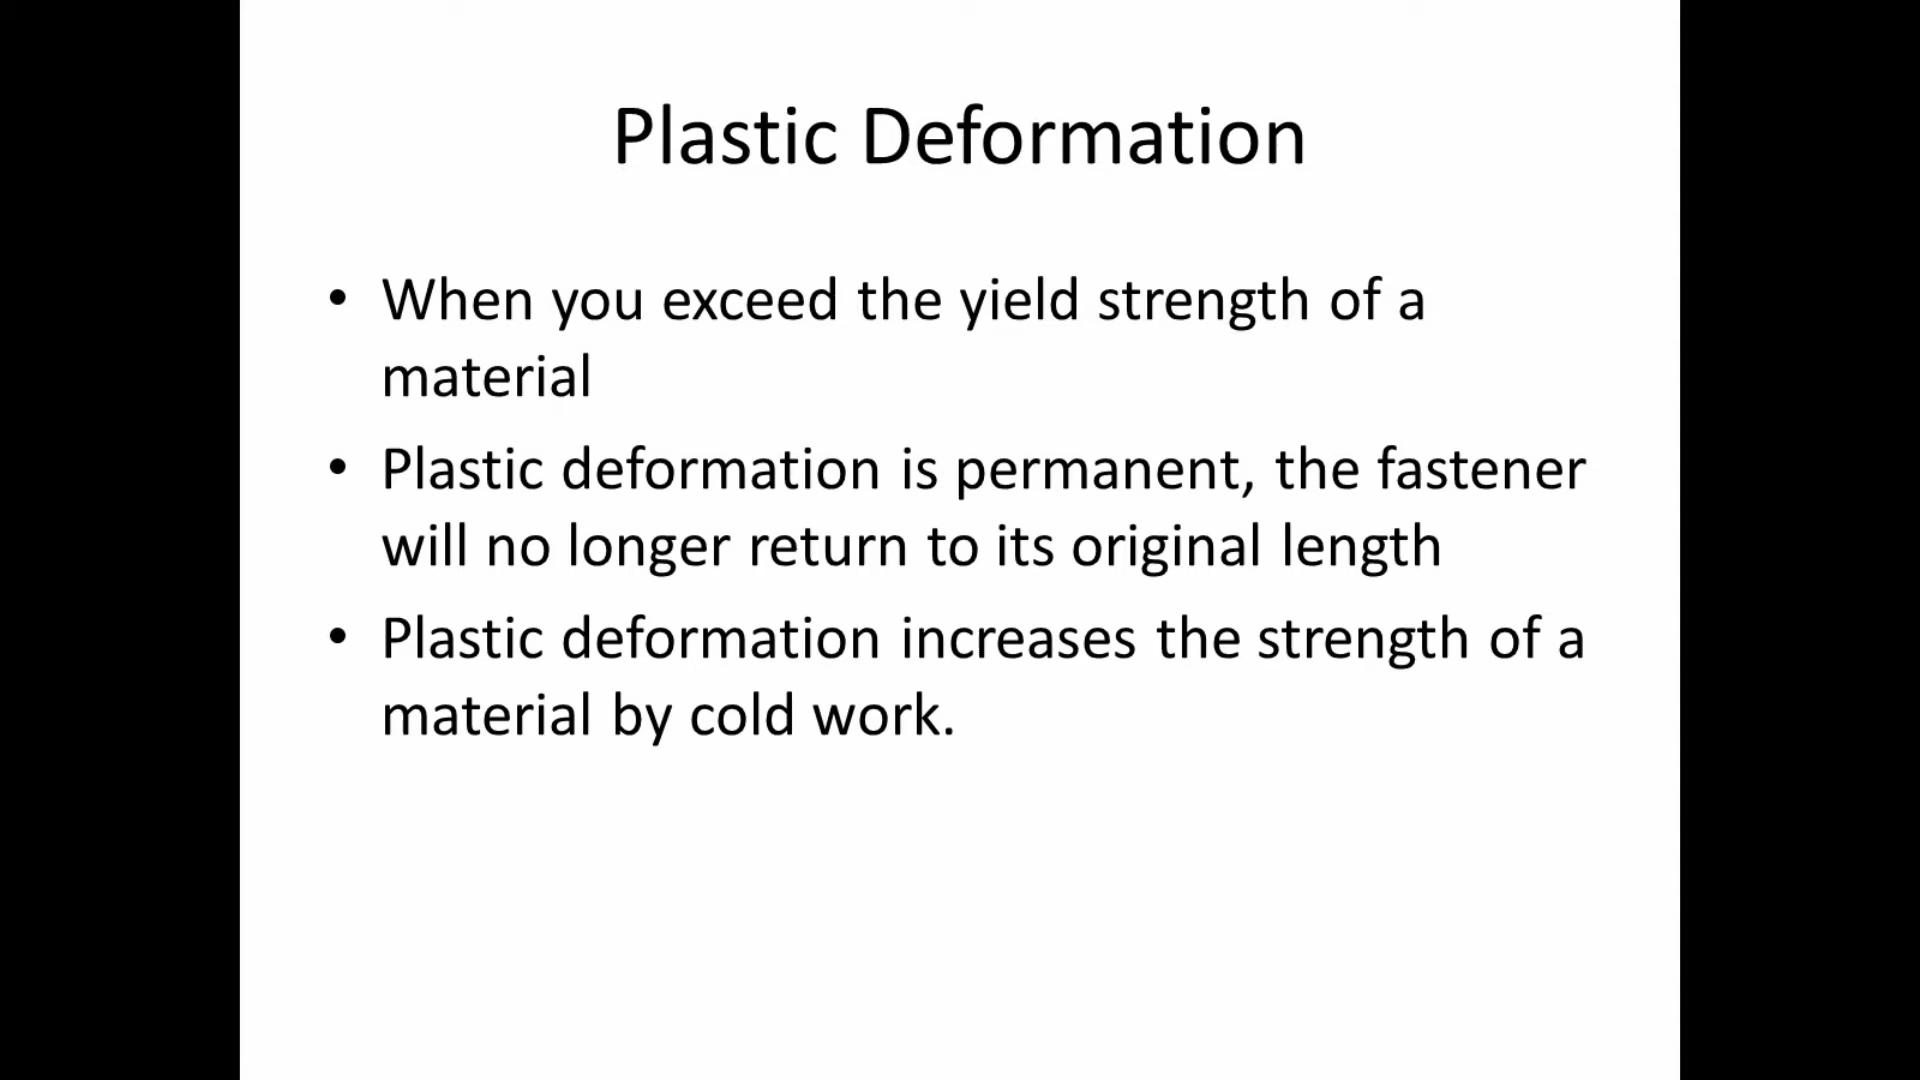 Plastic Deformation
• When you exceed the yield strength of a
material
• Plastic deformation is permanent, the fastener
will no longer return to its original length
• Plastic deformation increases the strength of a
material by cold work.